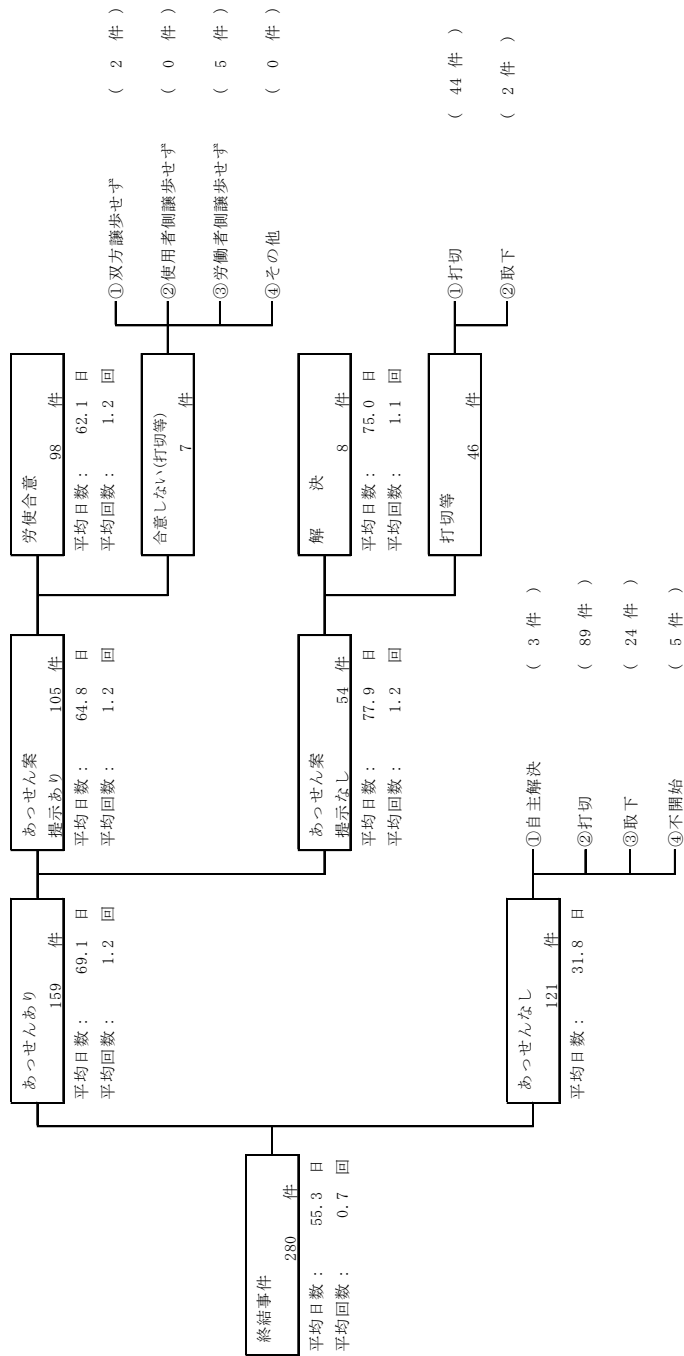 終結事件
280 件
平均日数： 55.3 日
平均回数： 0.7 回
あっせんあり
159 件
平均日数： 69.1 日
平均回数： 1.2 回
あっせんなし
121 件
平均日数： 31.8 日
あっせん案
提示あり 105 件
平均日数： 64.8 日
平均回数： 1.2 回
あっせん案
提示なし 54 件
平均日数： 77.9 日
平均回数： 1.2 回
①自主解決 ( 3 件 )
②打切 ( 89 件 )
③取下 ( 24 件 )
④不開始 ( 5 件 )
労使合意
98 件
平均日数： 62.1 日
平均回数： 1.2 回
合意しない(打切等)
7 件
解 決
8 件
平均日数： 75.0 日
平均回数： 1.1 回
打切等
46 件
①双方譲歩せず ( 2 件 )
②使用者側譲歩せず ( 0 件 )
③労働者側譲歩せず ( 5 件 )
④その他 ( 0 件 )
①打切 ( 44 件 )
②取下 ( 2 件 )